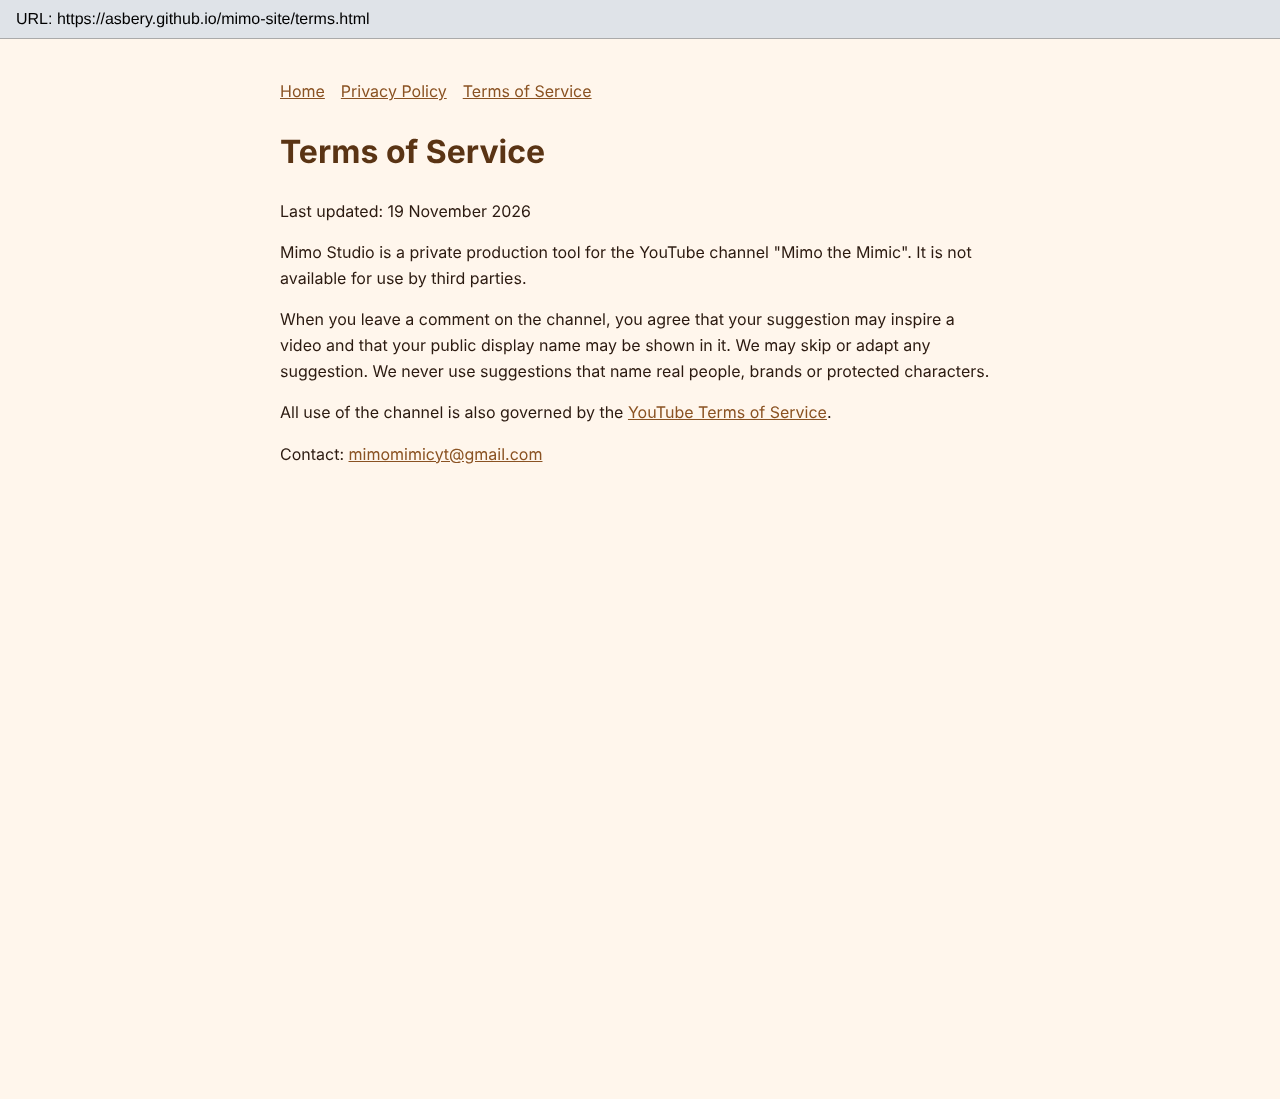 URL: https://asbery.github.io/mimo-site/terms.html
Home Privacy Policy Terms of Service
Terms of Service
Last updated: 19 November 2026
Mimo Studio is a private production tool for the YouTube channel "Mimo the Mimic". It is not
available for use by third parties.
When you leave a comment on the channel, you agree that your suggestion may inspire a
video and that your public display name may be shown in it. We may skip or adapt any
suggestion. We never use suggestions that name real people, brands or protected characters.
All use of the channel is also governed by the YouTube Terms of Service.
Contact: mimomimicyt@gmail.com